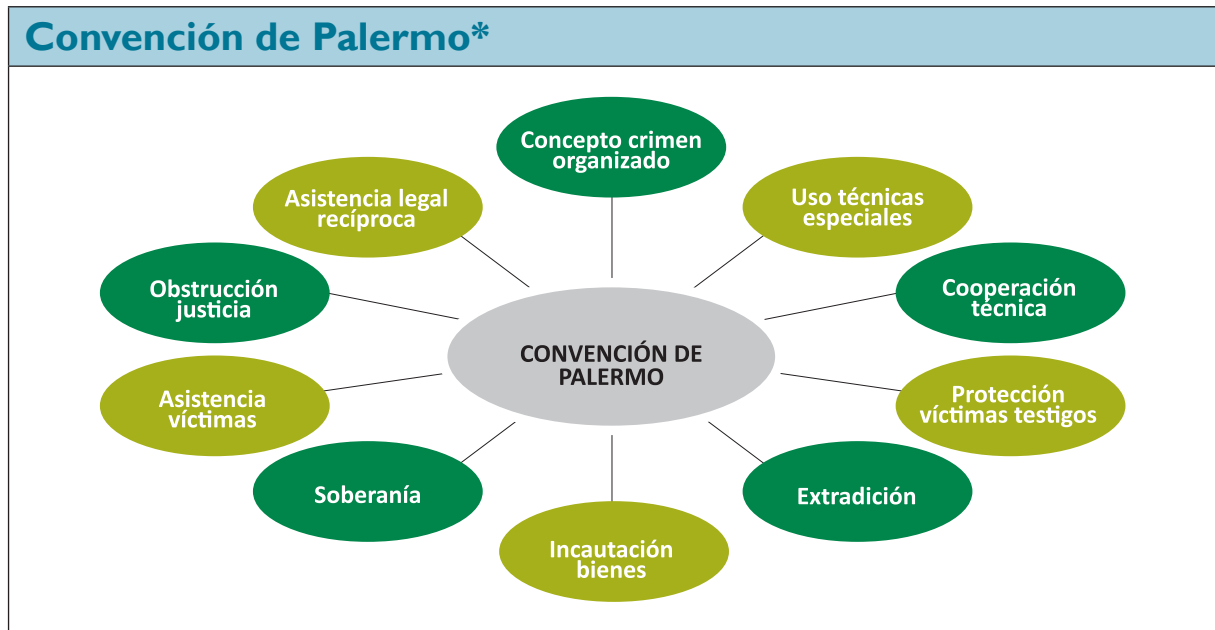 Convención de Palermo*
Concepto crimen
organizado
Asistencia legal
recíproca
Uso técnicas
especiales
Obstrucción
justicia
Cooperación
técnica
CONVENCIÓN DE
PALERMO
Asistencia
víctimas
Protección
víctimas testigos
Soberanía
Extradición
Incautación
bienes